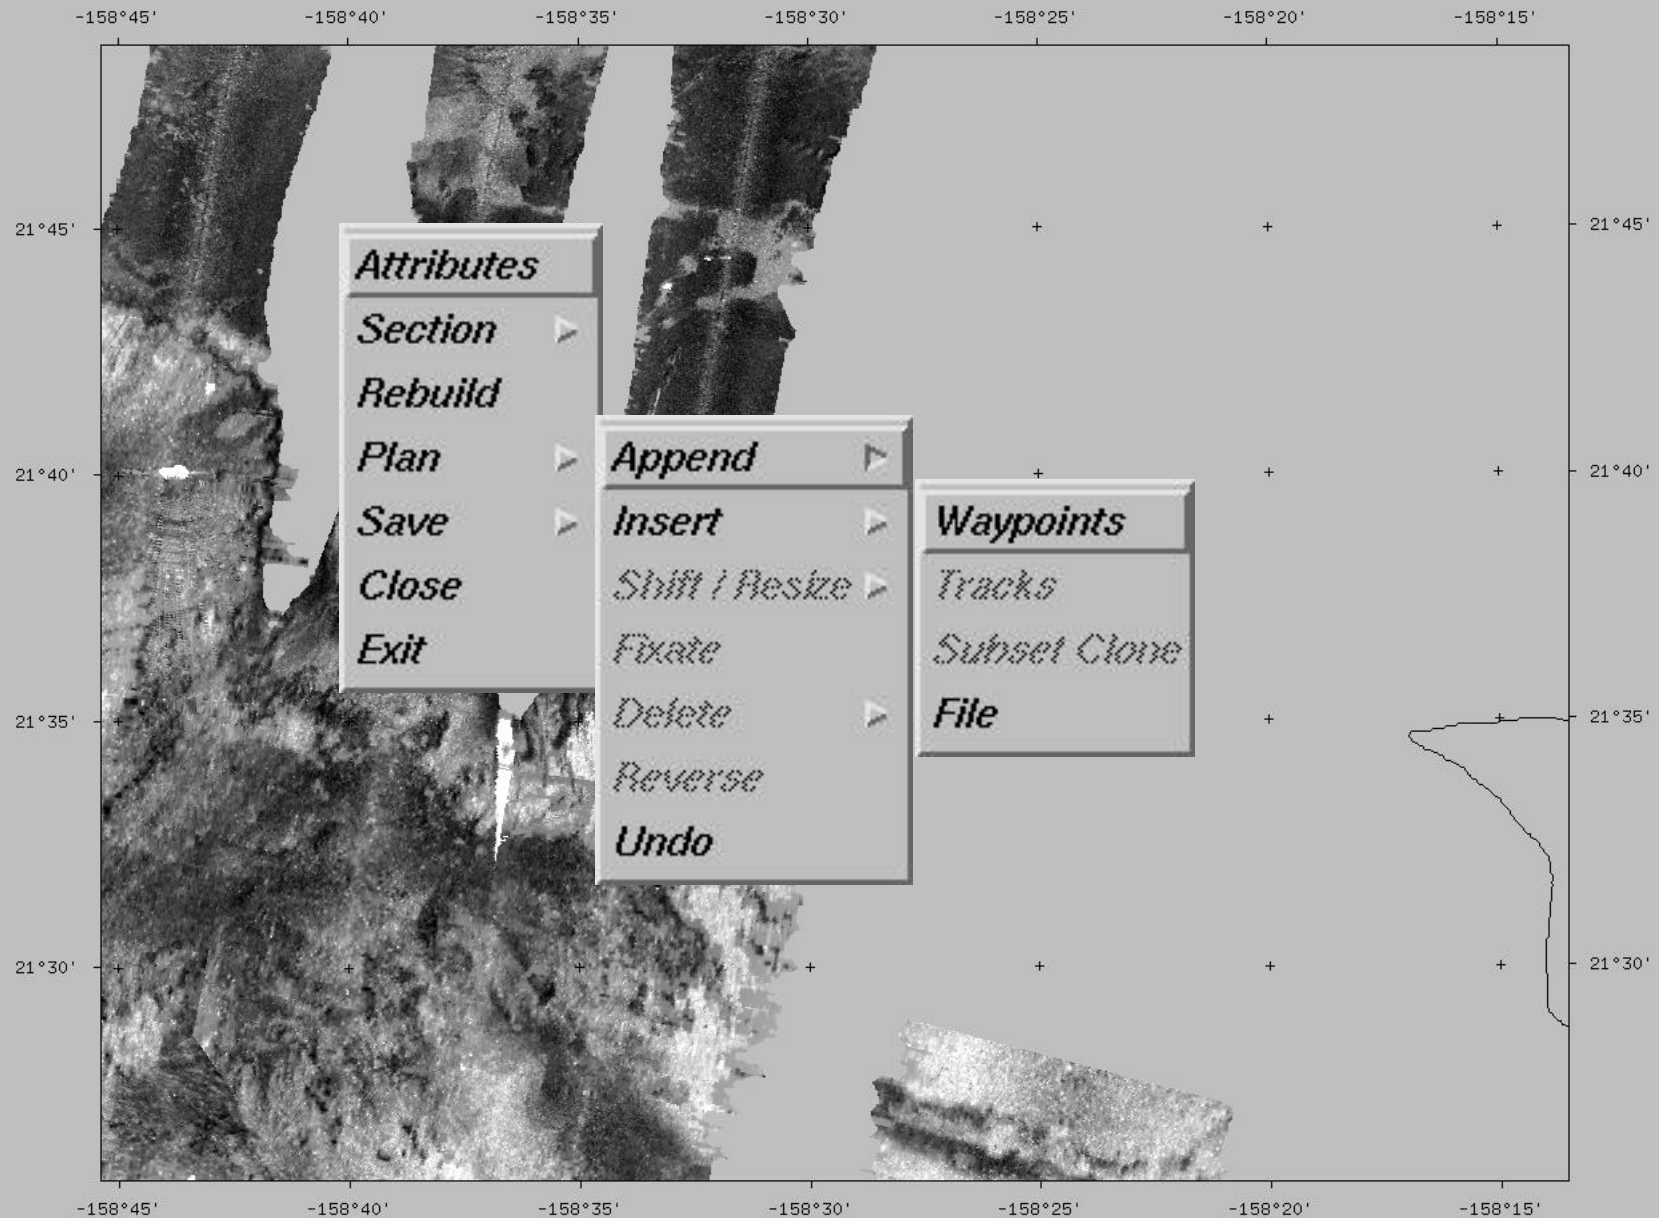 -158°45' -158°40' -158°35' -158°30' -158°25' -158°20' -158°15'
21°45' 21°45'
Attributes
Section
Rebuild
Plan
Save
Close
Exit
Append
Insert
Shift / Resize
Fixate
Delete
Reverse
Undo
Waypoints
Tracks
Subset Clone
File
21°40' 21°40'
21°35' 21°35'
21°30' 21°30'
-158°45' -158°40' -158°35' -158°30' -158°25' -158°20' -158°15'